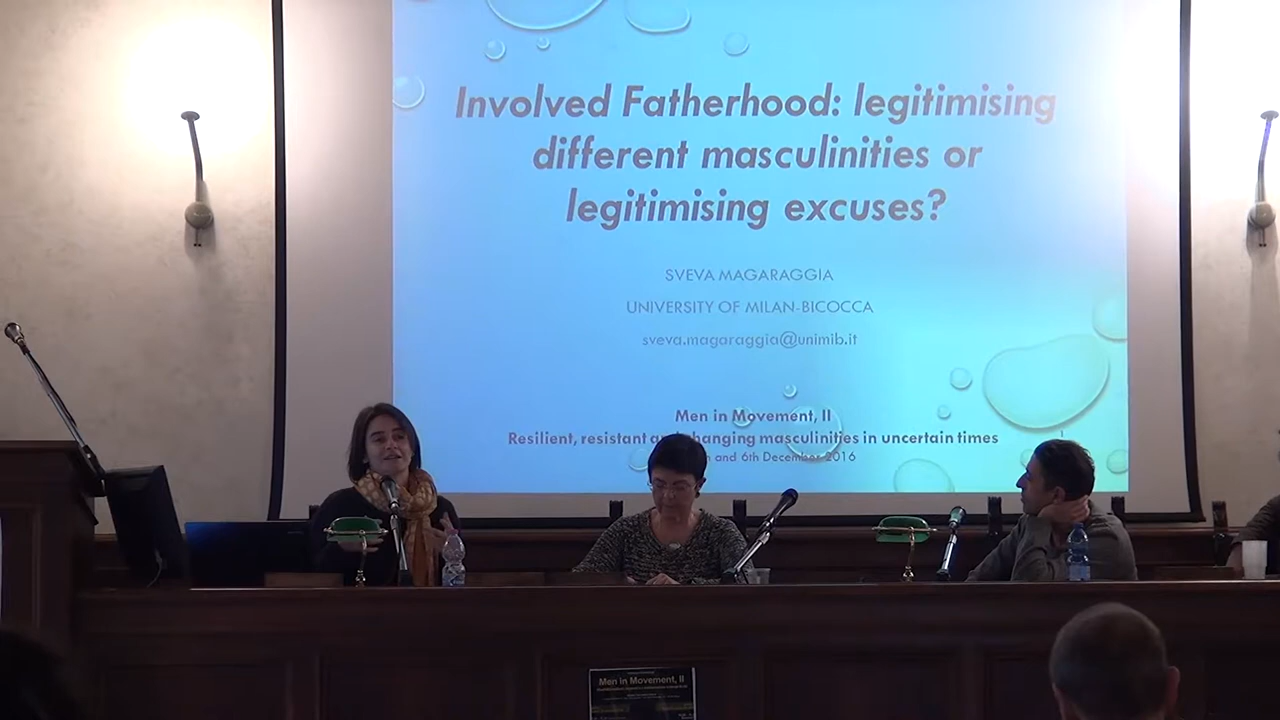 Involved Fatherhood: legitimising
different masculinities or
legitimising excuses?
SVEVA MAGARAGGIA
UNIVERSITY OF MILAN-BICOCCA
sveva.magaraggia@unimib.it
Men in Movement, II
Resilient, resistant and changing masculinities in uncertain times
and 6th December 2016
Men in Movement, II